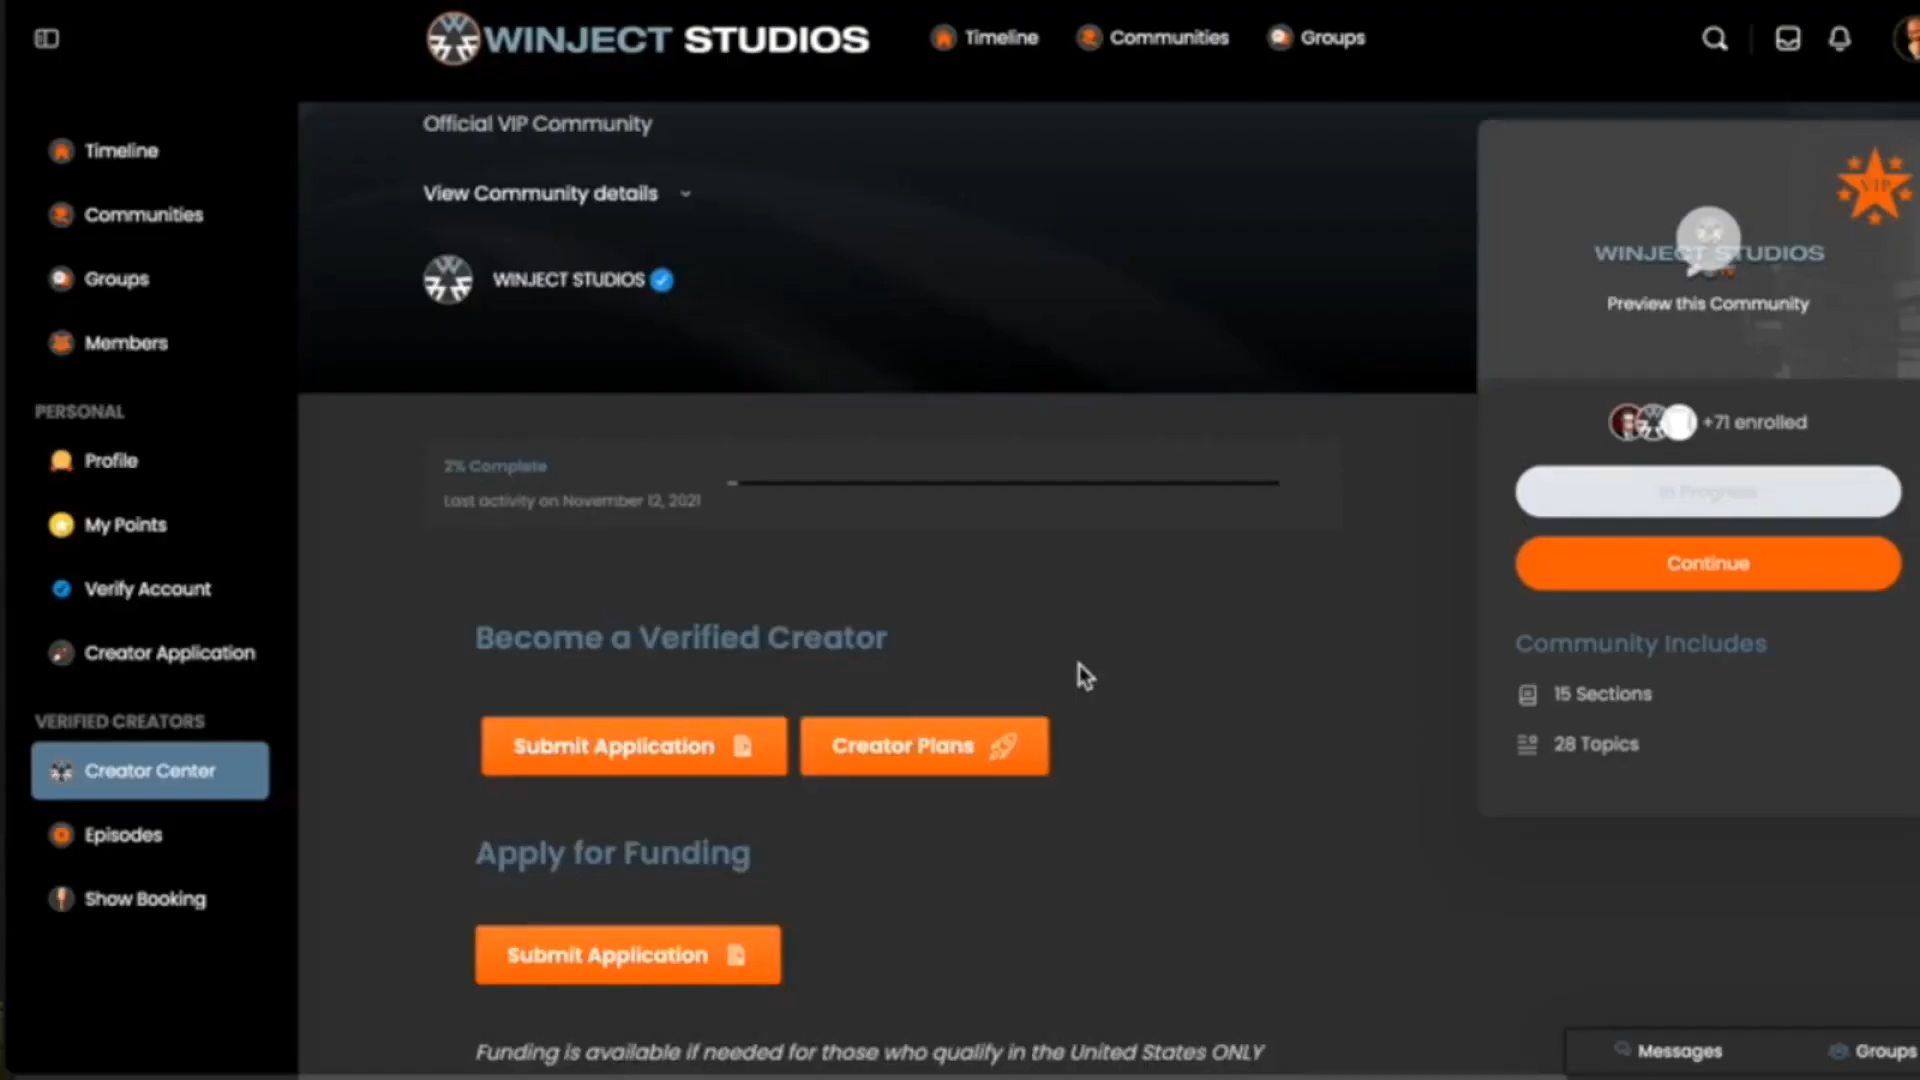 WINJECT STUDIOS
Timeline
Communities
Groups
Timeline
Communities
Groups
Members
PERSONAL
Profile
My Points
Verify Account
Creator Application
VERIFIED CREATORS
Creator Center
Episodes
Show Booking
Official VIP Community
View Community details
WINJECT STUDIOS
2% Complete
Last activity on November 12, 2021
Become a Verified Creator
Submit Application
Creator Plans
Apply for Funding
Submit Application
Funding is available if needed for those who qualify in the United States ONLY
VIP
WINJECT STUDIOS
TV
Preview this Community
+71 enrolled
In Progress
Continue
Community Includes
15 Sections
28 Topics
Messages
Groups